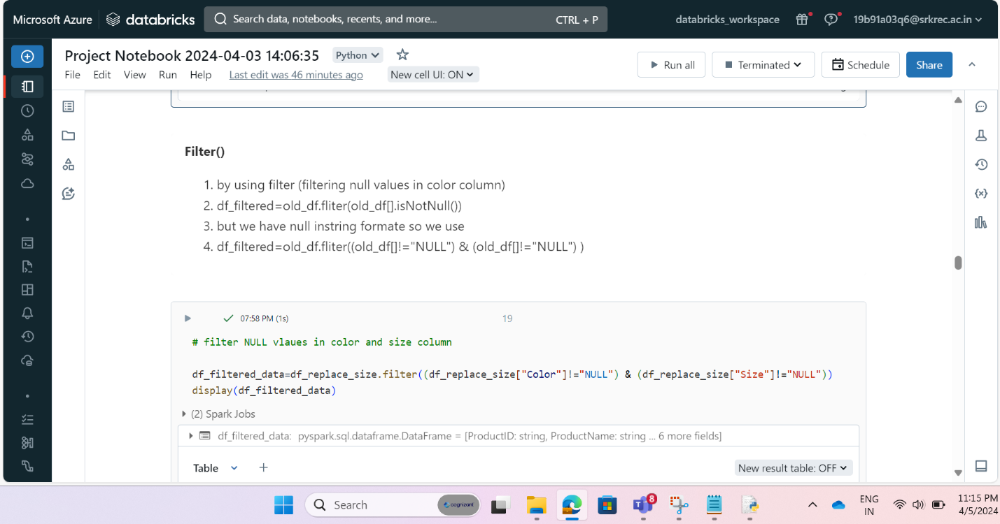 Microsoft Azure databricks Search data, notebooks, recents, and more... CTRL + P databricks_workspace 19b91a03q6@srkrec.ac.in
Project Notebook 2024-04-03 14:06:35 Python
File Edit View Run Help Last edit was 46 minutes ago New cell UI: ON Run all Terminated Schedule Share
Filter()
1. by using filter (filtering null values in color column)
2. df_filtered=old_df.fliter(old_df[].isNotNull())
3. but we have null instring formate so we use
4. df_filtered=old_df.fliter((old_df[]!="NULL") & (old_df[]!="NULL") )
07:58 PM (1s) 19
# filter NULL vlaues in color and size column
df_filtered_data=df_replace_size.filter((df_replace_size["Color"]!="NULL") & (df_replace_size["Size"]!="NULL"))
display(df_filtered_data)
(2) Spark Jobs
df_filtered_data: pyspark.sql.dataframe.DataFrame = [ProductID: string, ProductName: string ... 6 more fields]
Table + New result table: OFF
Search cognizant 8 ENG IN 11:15 PM 4/5/2024